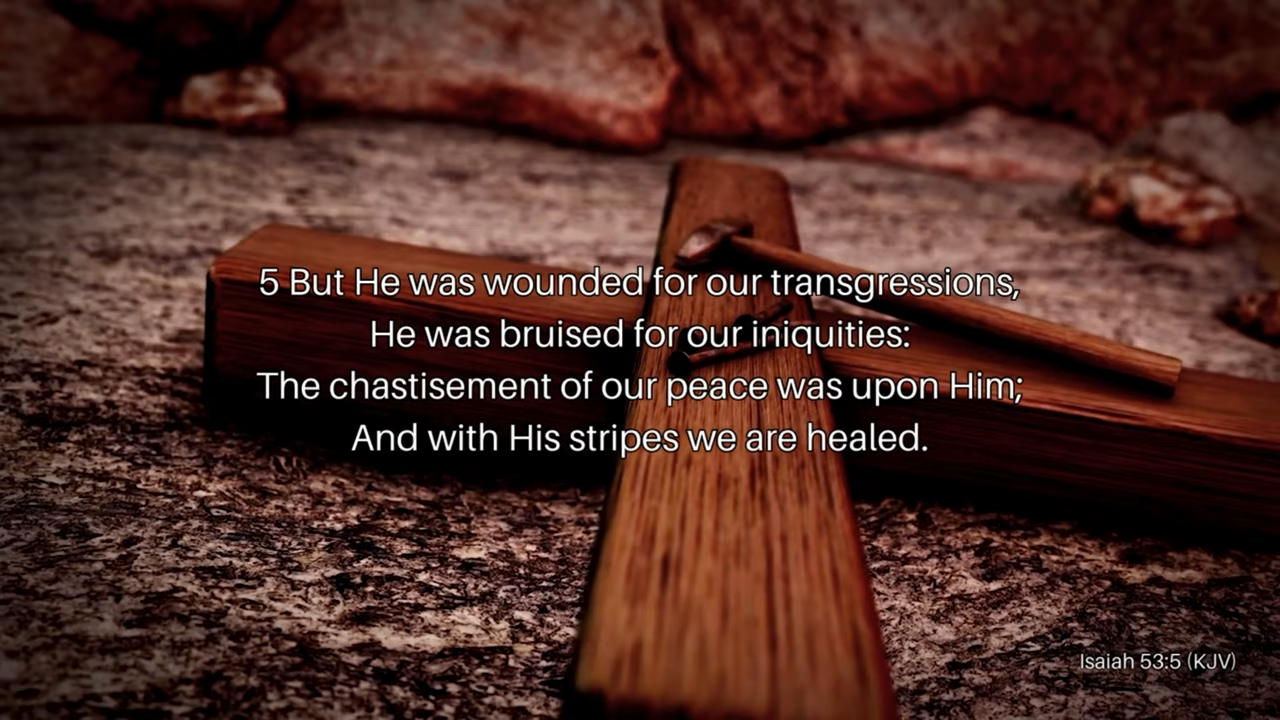 5 But He was wounded for our transgressions,
He was bruised for our iniquities:
The chastisement of our peace was upon Him;
And with His stripes we are healed.
Isaiah 53:5 (KJV)